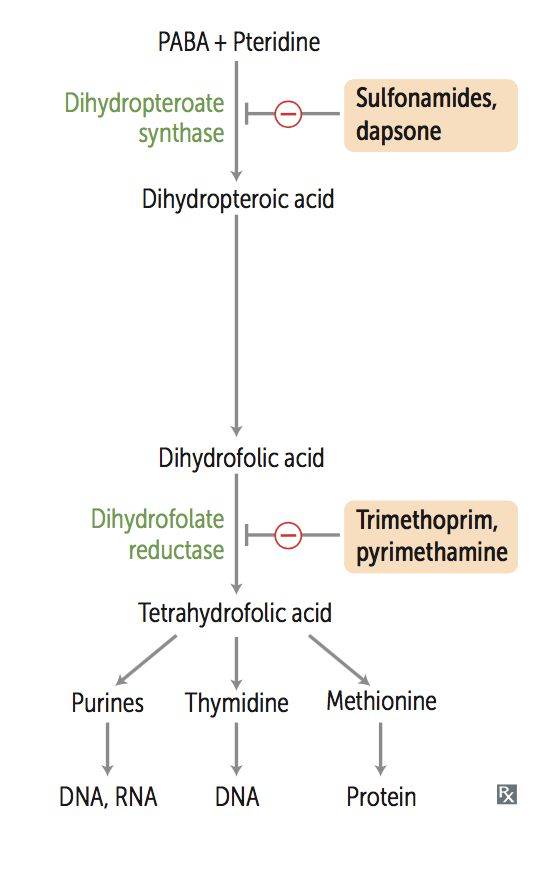 PABA + Pteridine
Dihydropteroate
synthase
Sulfonamides,
dapsone
Dihydropteroic acid
Dihydrofolic acid
Dihydrofolate
reductase
Trimethoprim,
pyrimethamine
Tetrahydrofolic acid
Purines Thymidine Methionine
DNA, RNA DNA Protein
Rx